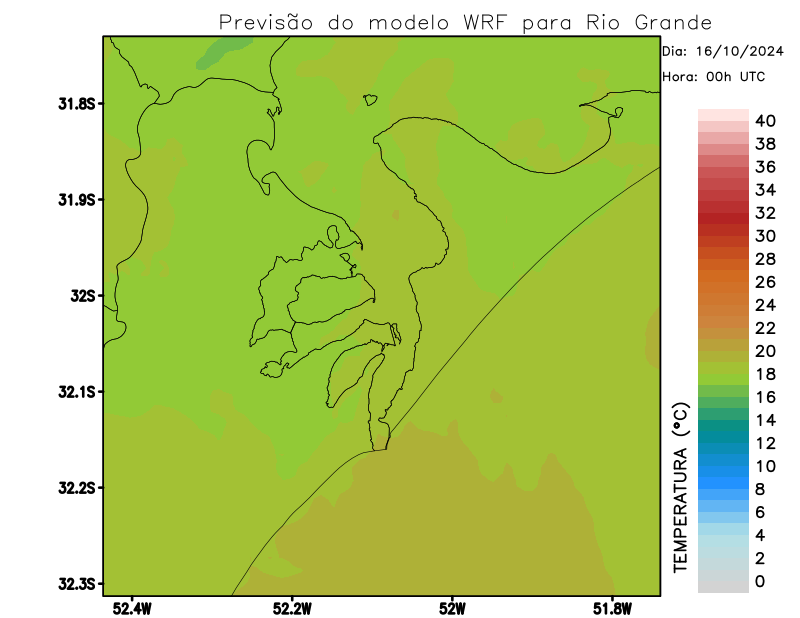 Previsão do modelo WRF para Rio Grande
Dia: 16/10/2024
Hora: 00h UTC
31.8S
31.9S
32S
32.1S
32.2S
32.3S
52.4W
52.2W
52W
51.8W
TEMPERATURA (°C)
40
38
36
34
32
30
28
26
24
22
20
18
16
14
12
10
8
6
4
2
0